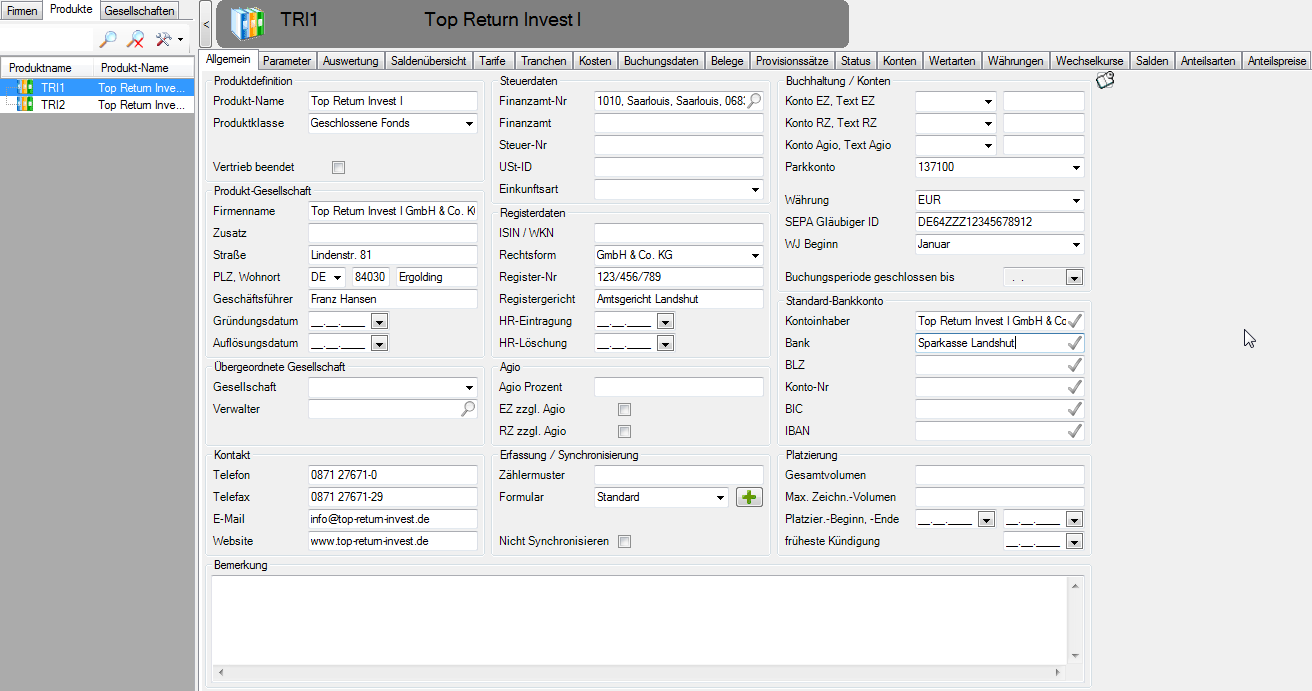 Firmen Produkte Gesellschaften
Produktname Produkt-Name
TRI1 Top Return Inve...
TRI2 Top Return Inve...
<
TRI1 Top Return Invest I
Allgemein Parameter Auswertung Saldenübersicht Tarife Tranchen Kosten Buchungsdaten Belege Provisionssätze Status Konten Wertarten Währungen Wechselkurse Salden Anteilsarten Anteilspreise
Produktdefinition
Produkt-Name Top Return Invest I
Produktklasse Geschlossene Fonds
Vertrieb beendet
Produkt-Gesellschaft
Firmenname Top Return Invest I GmbH & Co. K
Zusatz
Straße Lindenstr. 81
PLZ, Wohnort DE 84030 Ergolding
Geschäftsführer Franz Hansen
Gründungsdatum __.__.____
Auflösungsdatum __.__.____
Übergeordnete Gesellschaft
Gesellschaft
Verwalter
Kontakt
Telefon 0871 27671-0
Telefax 0871 27671-29
E-Mail info@top-return-invest.de
Website www.top-return-invest.de
Steuerdaten
Finanzamt-Nr 1010, Saarlouis, Saarlouis, 068
Finanzamt
Steuer-Nr
USt-ID
Einkunftsart
Registerdaten
ISIN / WKN
Rechtsform GmbH & Co. KG
Register-Nr 123/456/789
Registergericht Amtsgericht Landshut
HR-Eintragung __.__.____
HR-Löschung __.__.____
Agio
Agio Prozent
EZ zzgl. Agio
RZ zzgl. Agio
Erfassung / Synchronisierung
Zählermuster
Formular Standard
Nicht Synchronisieren
Buchhaltung / Konten
Konto EZ, Text EZ
Konto RZ, Text RZ
Konto Agio, Text Agio
Parkkonto 137100
Währung EUR
SEPA Gläubiger ID DE64ZZZ12345678912
WJ Beginn Januar
Buchungsperiode geschlossen bis . .
Standard-Bankkonto
Kontoinhaber Top Return Invest I GmbH & Co
Bank Sparkasse Landshut
BLZ
Konto-Nr
BIC
IBAN
Platzierung
Gesamtvolumen
Max. Zeichn.-Volumen
Platzier.-Beginn, -Ende __.__.____ __.__.____
früheste Kündigung __.__.____
Bemerkung